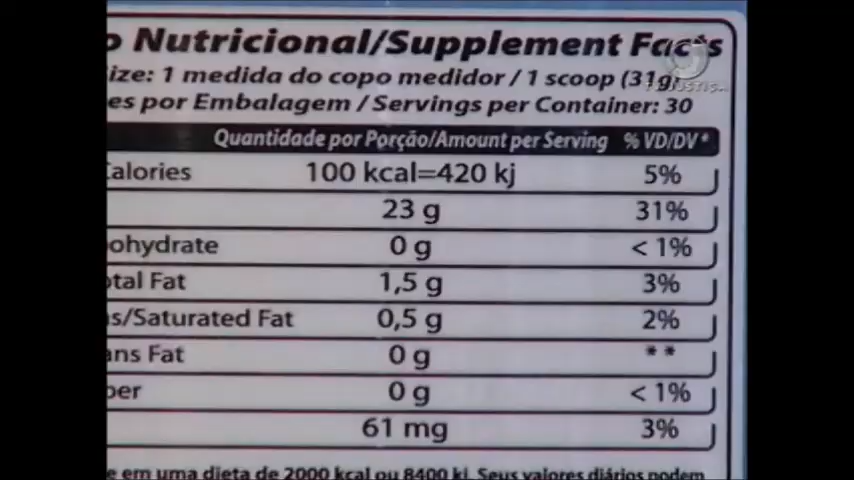 Nutricional/Supplement Facts
ize: 1 medida do copo medidor / 1 scoop (31g)
es por Embalagem / Servings per Container: 30
Quantidade por Porção/Amount per Serving % VD/DV*
alories 100 kcal=420 kj 5%
23 g 31%
ohydrate 0 g < 1%
otal Fat 1,5 g 3%
s/Saturated Fat 0,5 g 2%
ans Fat 0 g **
ber 0 g < 1%
61 mg 3%
e em uma dieta de 2000 kcal ou 8400 kj. Seus valores diários podem